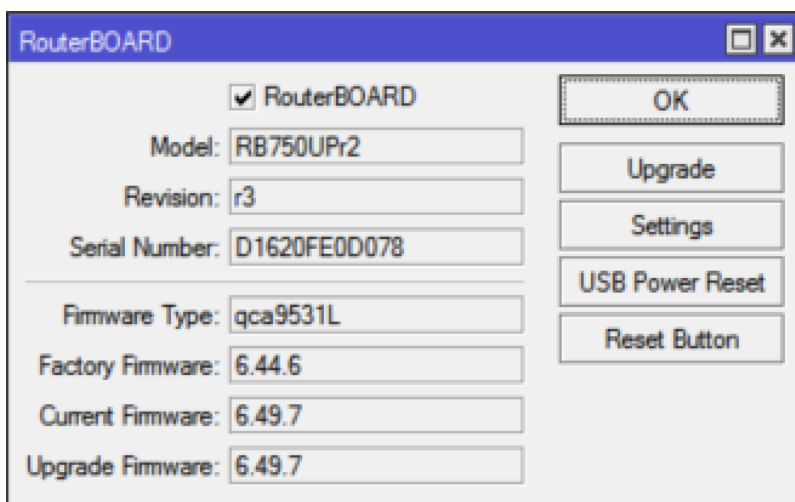 RouterBOARD
RouterBOARD
OK
Model: RB750UPr2
Upgrade
Revision: r3
Settings
Serial Number: D1620FE0D078
USB Power Reset
Firmware Type: qca9531L
Reset Button
Factory Firmware: 6.44.6
Current Firmware: 6.49.7
Upgrade Firmware: 6.49.7